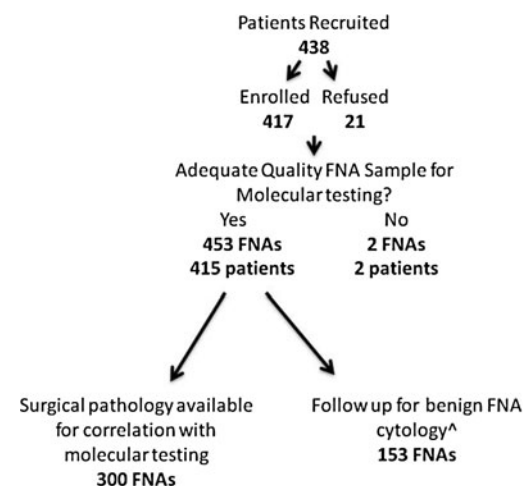 Patients Recruited
438
Enrolled Refused
417 21
Adequate Quality FNA Sample for
Molecular testing?
Yes No
453 FNAs 2 FNAs
415 patients 2 patients
Surgical pathology available
for correlation with
molecular testing
300 FNAs
Follow up for benign FNA
cytology^
153 FNAs